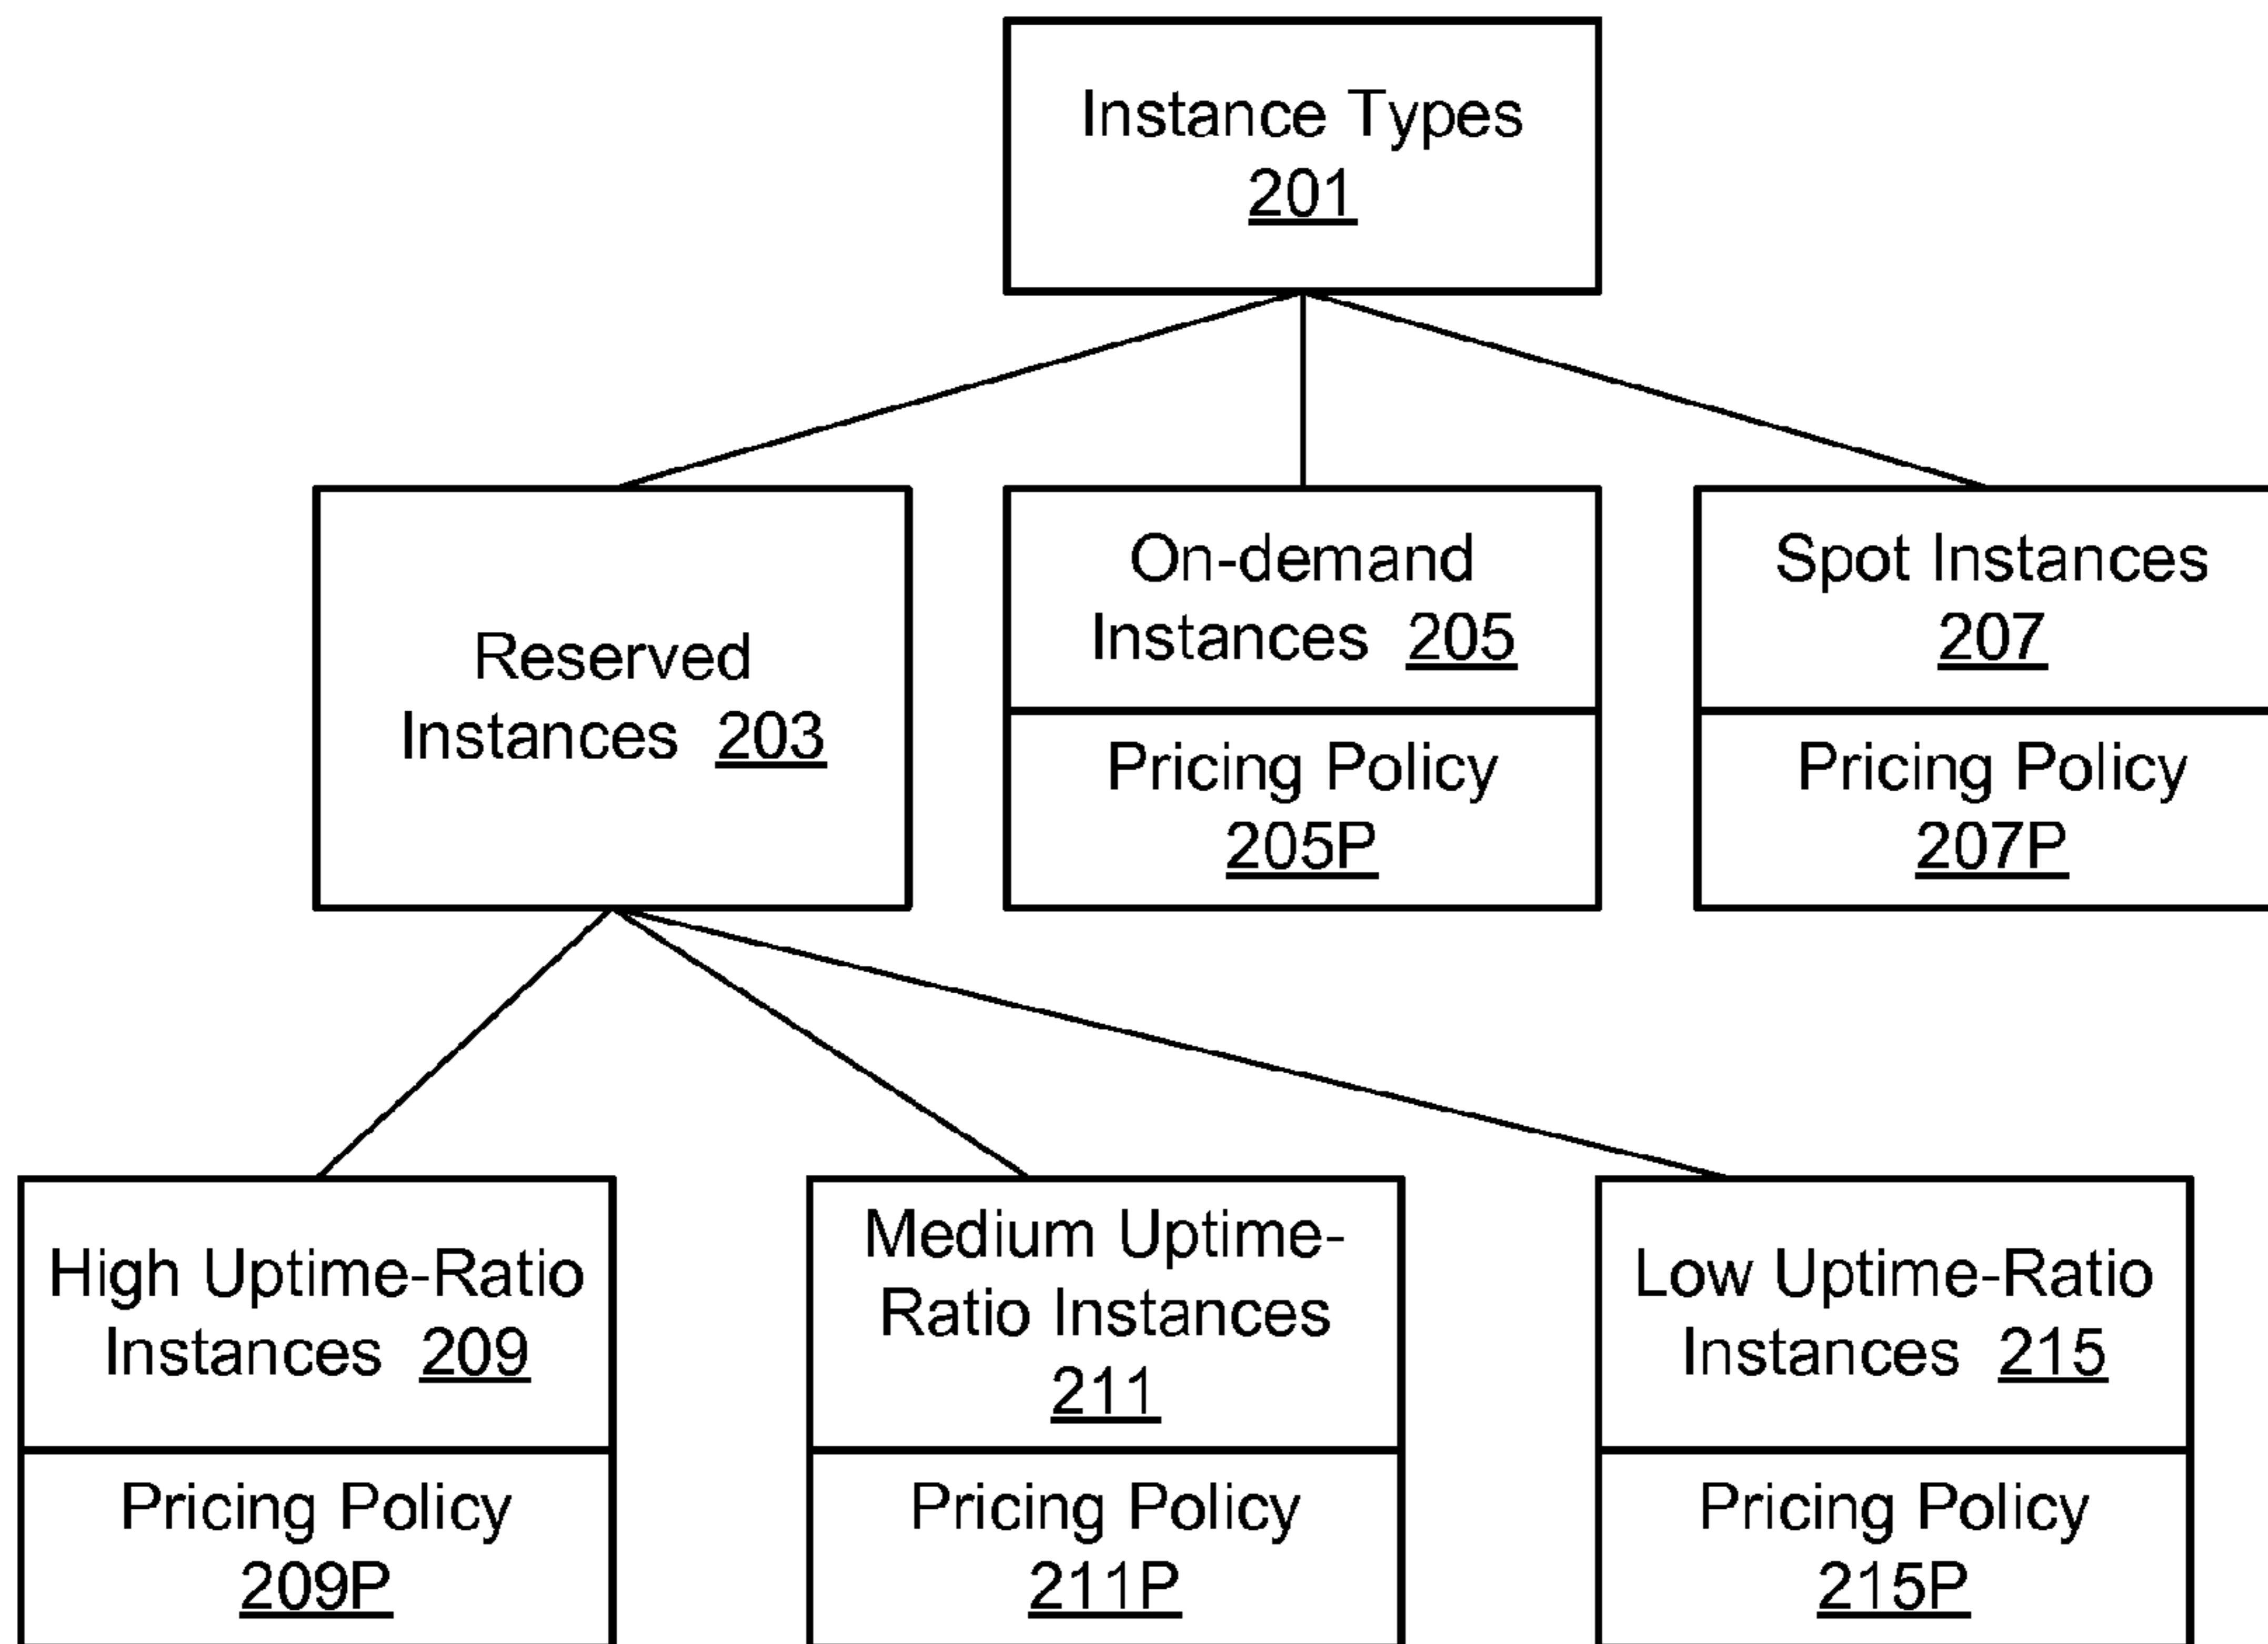 Instance Types
201
Reserved
Instances 203
On-demand
Instances 205
Pricing Policy
205P
Spot Instances
207
Pricing Policy
207P
High Uptime-Ratio
Instances 209
Pricing Policy
209P
Medium Uptime-
Ratio Instances
211
Pricing Policy
211P
Low Uptime-Ratio
Instances 215
Pricing Policy
215P